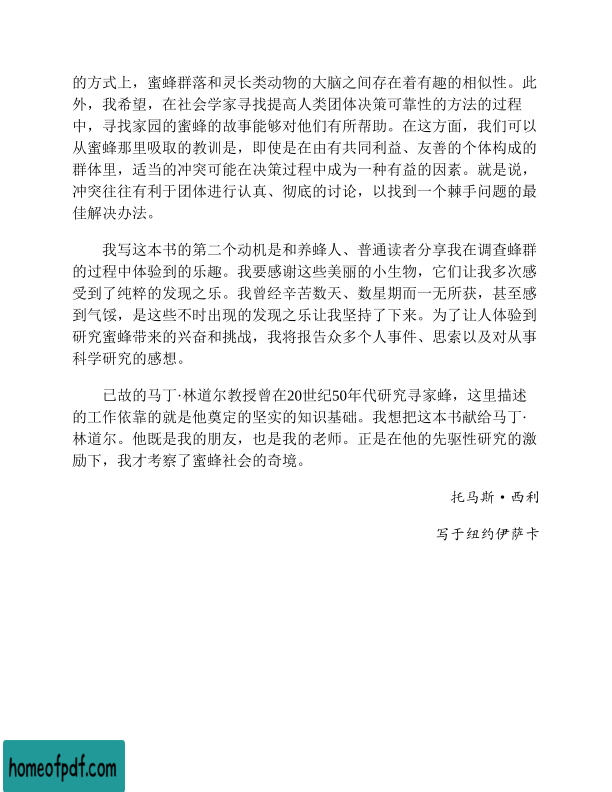 的方式上，蜜蜂群落和灵长类动物的大脑之间存在着有趣的相似性。此
外，我希望，在社会学家寻找提高人类团体决策可靠性的方法的过程
中，寻找家园的蜜蜂的故事能够对他们有所帮助。在这方面，我们可以
从蜜蜂那里吸取的教训是，即使是在由有共同利益、友善的个体构成的
群体里，适当的冲突可能在决策过程中成为一种有益的因素。就是说，
冲突往往有利于团体进行认真、彻底的讨论，以找到一个棘手问题的最
佳解决办法。
我写这本书的第二个动机是和养蜂人、普通读者分享我在调查蜂群
的过程中体验到的乐趣。我要感谢这些美丽的小生物，它们让我多次感
受到了纯粹的发现之乐。我曾经辛苦数天、数星期而一无所获，甚至感
到气馁，是这些不时出现的发现之乐让我坚持了下来。为了让人体验到
研究蜜蜂带来的兴奋和挑战，我将报告众多个人事件、思索以及对从事
科学研究的感想。
已故的马丁·林道尔教授曾在20世纪50年代研究寻家蜂，这里描述
的工作依靠的就是他奠定的坚实的知识基础。我想把这本书献给马丁·
林道尔。他既是我的朋友，也是我的老师。正是在他的先驱性研究的激
励下，我才考察了蜜蜂社会的奇境。
托马斯·西利
写于纽约伊萨卡
homeofpdf.com